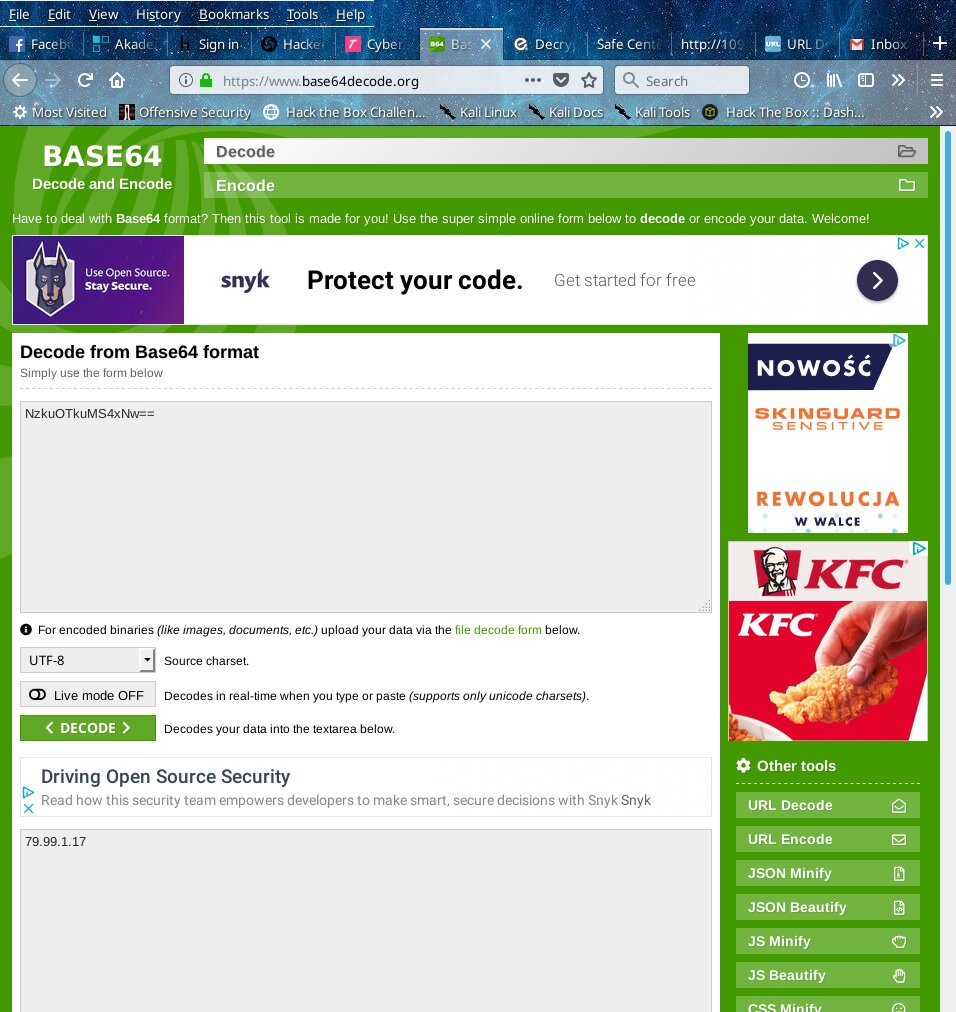 File Edit View History Bookmarks Tools Help
Faceb Akade Sign in Hacke Cyber Bas Decry Safe Cent http://109 URL D Inbox
https://www.base64decode.org Search
Most Visited Offensive Security Hack the Box Challen... Kali Linux Kali Docs Kali Tools Hack The Box :: Dash...
BASE64
Decode and Encode
Decode
Encode
Have to deal with Base64 format? Then this tool is made for you! Use the super simple online form below to decode or encode your data. Welcome!
Use Open Source.
Stay Secure.
snyk Protect your code. Get started for free
Decode from Base64 format
Simply use the form below
NzkuOTkuMS4xNw==
For encoded binaries (like images, documents, etc.) upload your data via the file decode form below.
UTF-8 Source charset.
Live mode OFF Decodes in real-time when you type or paste (supports only unicode charsets).
< DECODE > Decodes your data into the textarea below.
Driving Open Source Security
Read how this security team empowers developers to make smart, secure decisions with Snyk Snyk
79.99.1.17
NOWOŚĆ
SKINGUARD
SENSITIVE
REWOLUCJA
W WALCE
KFC
KFC
Other tools
URL Decode
URL Encode
JSON Minify
JSON Beautify
JS Minify
JS Beautify
CSS Minify